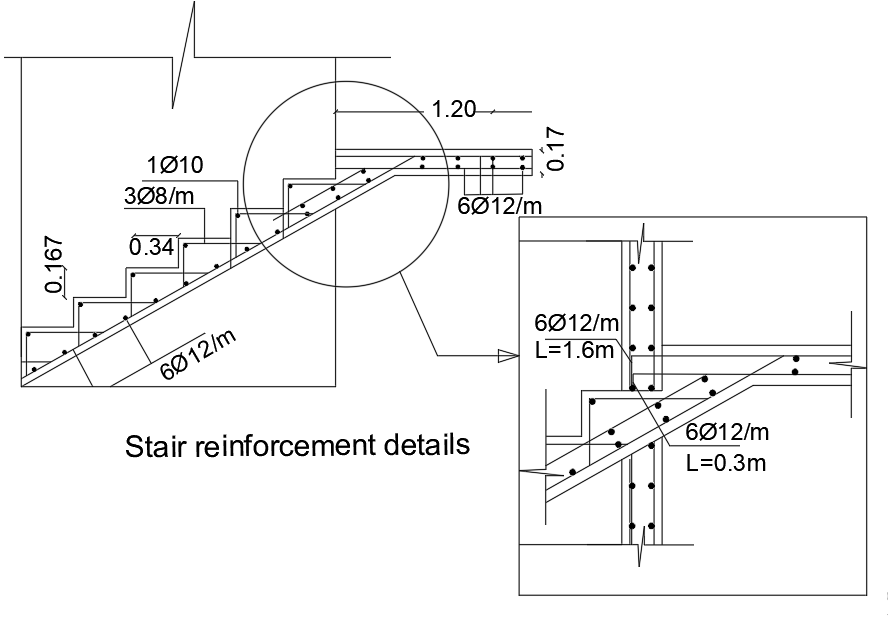 1.20
0.17
1Ø10
3Ø8/m
6Ø12/m
0.34
0.167
6Ø12/m
6Ø12/m
L=1.6m
6Ø12/m
L=0.3m
Stair reinforcement details